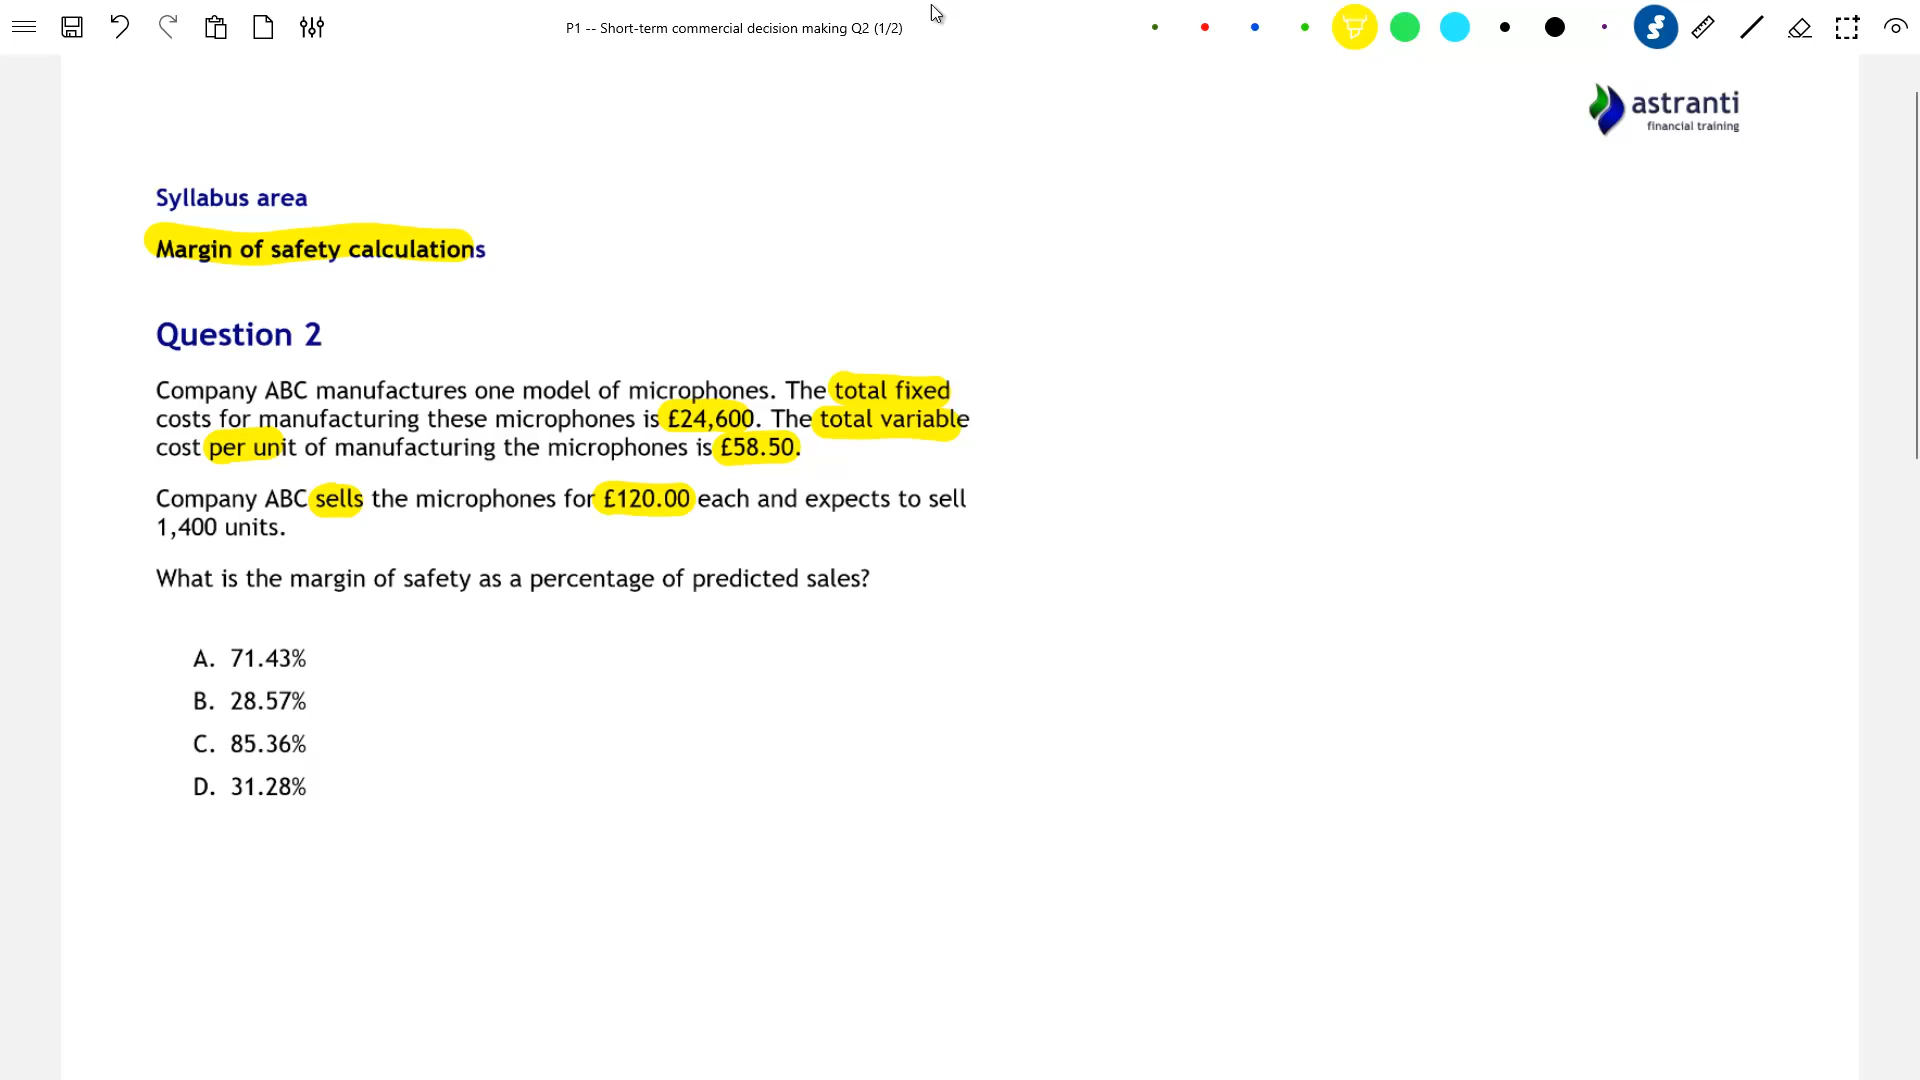 P1 -- Short-term commercial decision making Q2 (1/2)
astranti
financial training
Syllabus area
Margin of safety calculations
Question 2
Company ABC manufactures one model of microphones. The total fixed
costs for manufacturing these microphones is £24,600. The total variable
cost per unit of manufacturing the microphones is £58.50.
Company ABC sells the microphones for £120.00 each and expects to sell
1,400 units.
What is the margin of safety as a percentage of predicted sales?
A. 71.43%
B. 28.57%
C. 85.36%
D. 31.28%